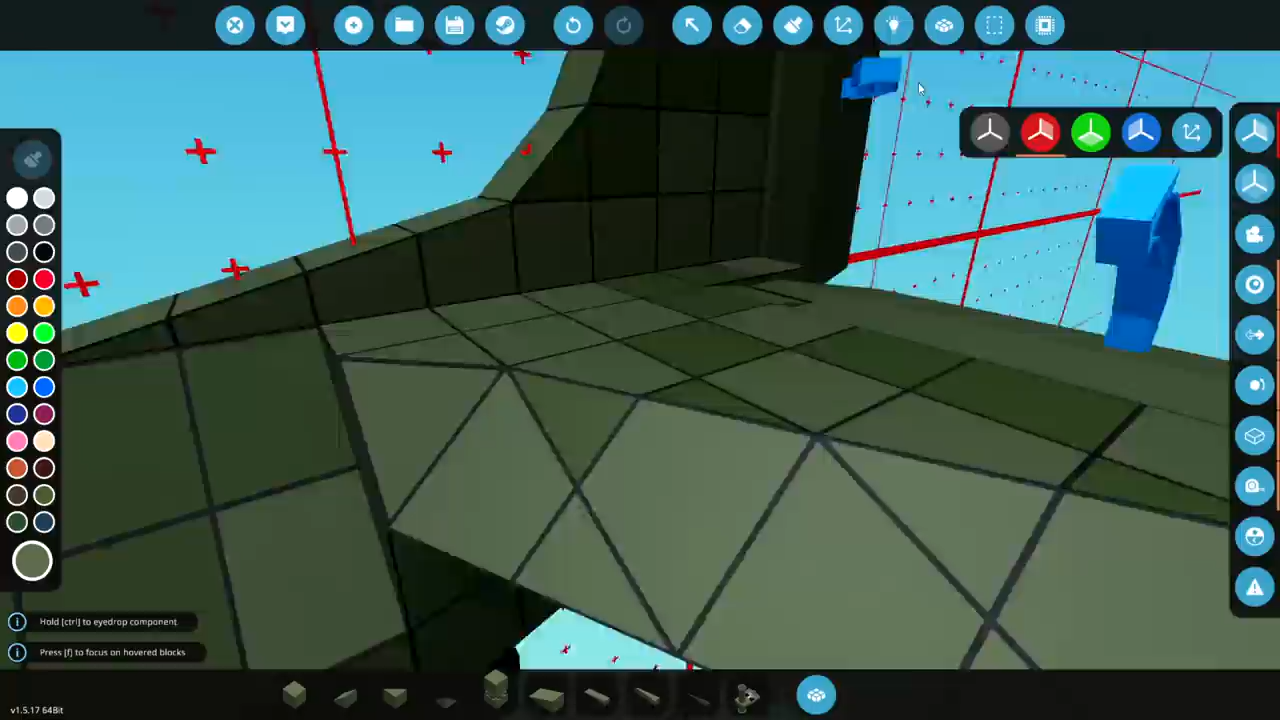 Hold [ctrl] to eyedrop component
Press [f] to focus on hovered blocks
v1.5.17 64Bit